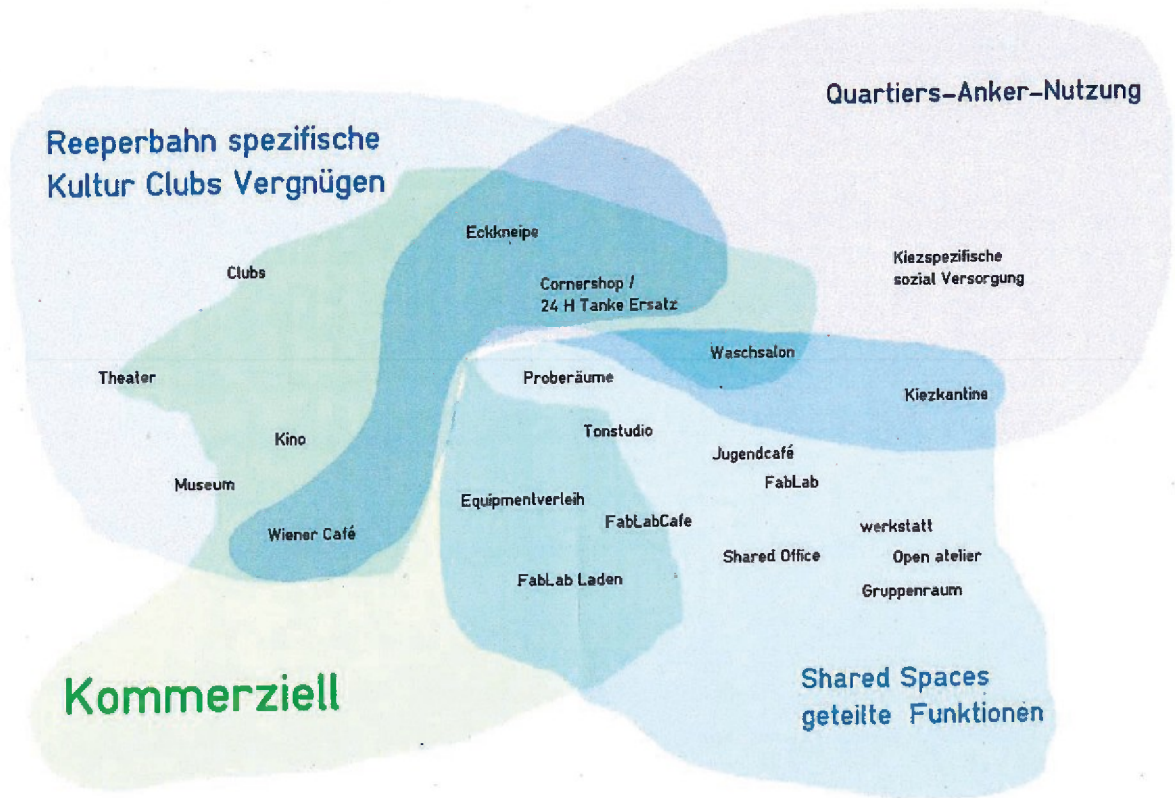 Quartiers-Anker-Nutzung
Reeperbahn spezifische
Kultur Clubs Vergnügen
Eckkneipe
Kiezspezifische
sozial Versorgung
Clubs
Cornershop /
24 H Tanke Ersatz
Waschsalon
Theater
Proberäume
Kiezkantine
Tonstudio
Kino
Jugendcafé
FabLab
Museum
Equipmentverleih
FabLabCafe
werkstatt
Wiener Café
Shared Office
Open atelier
FabLab Laden
Gruppenraum
Kommerziell
Shared Spaces
geteilte Funktionen